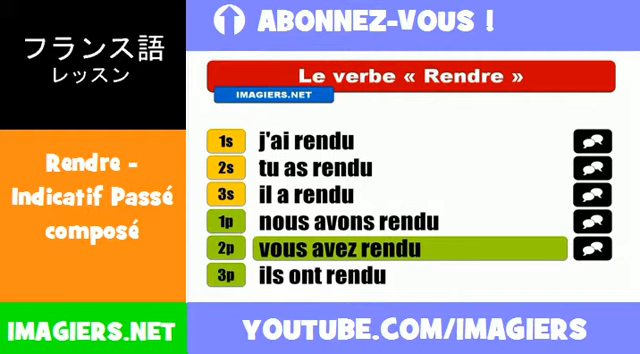 フランス語
レッスン
ABONNEZ-VOUS !
Le verbe « Rendre »
IMAGIERS.NET
1s j'ai rendu
2s tu as rendu
3s il a rendu
1p nous avons rendu
2p vous avez rendu
3p ils ont rendu
Rendre -
Indicatif Passé
composé
IMAGIERS.NET
YOUTUBE.COM/IMAGIERS